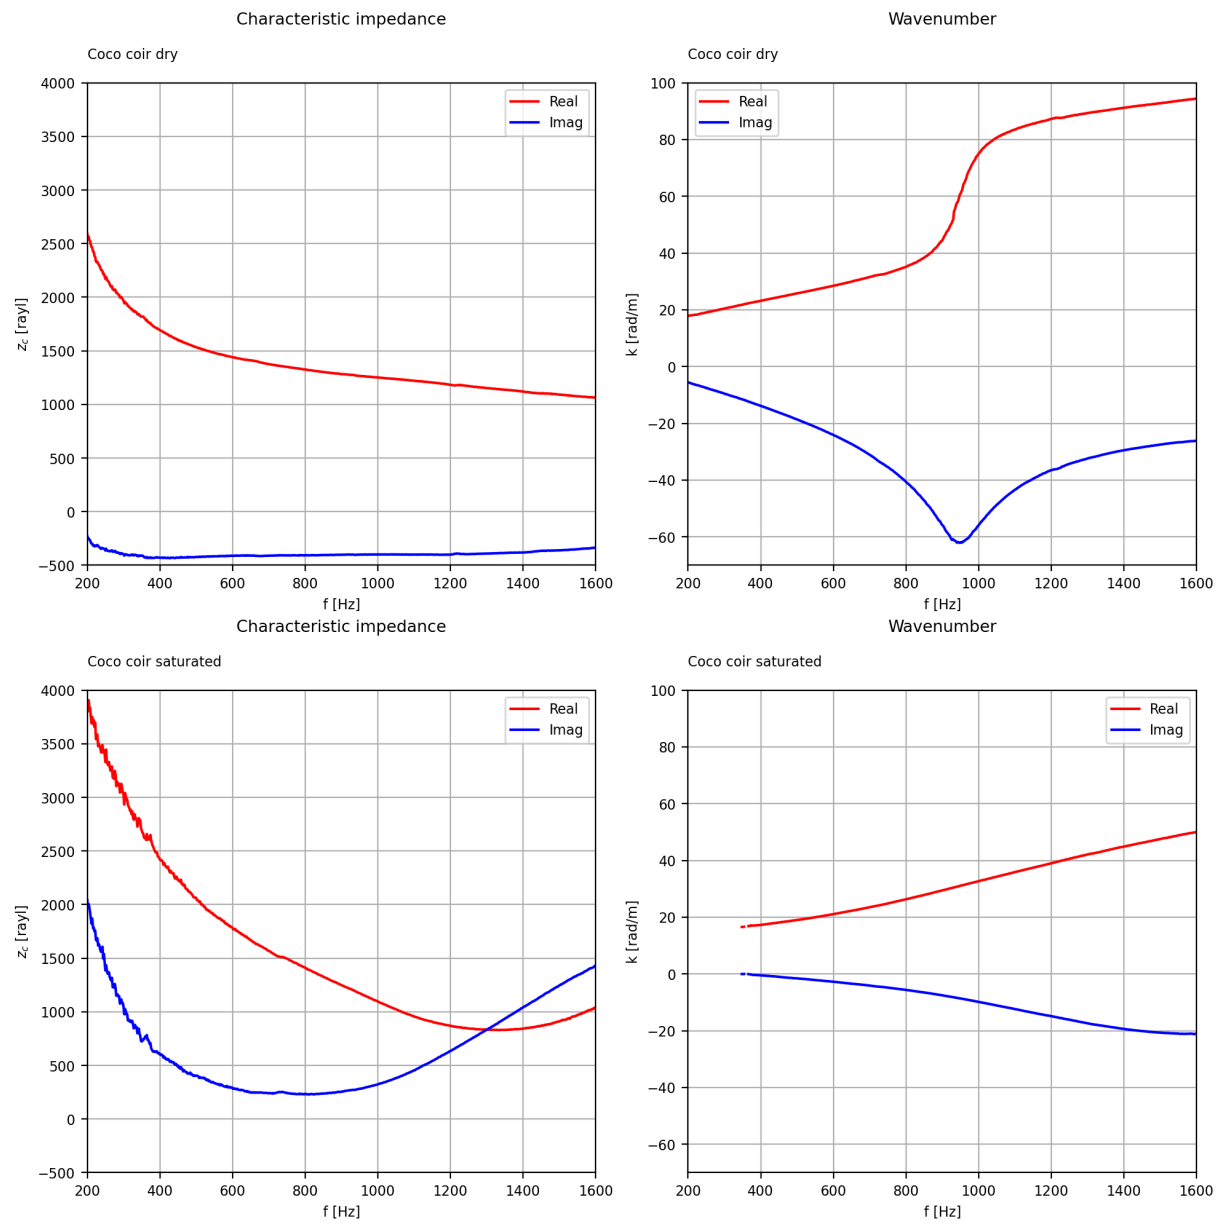 Characteristic impedance
Coco coir dry
Real
Imag
4000
3500
3000
2500
2000
1500
1000
500
0
−500
z_c [rayl]
200 400 600 800 1000 1200 1400 1600
f [Hz]
Wavenumber
Coco coir dry
Real
Imag
100
80
60
40
20
0
−20
−40
−60
k [rad/m]
200 400 600 800 1000 1200 1400 1600
f [Hz]
Characteristic impedance
Coco coir saturated
Real
Imag
4000
3500
3000
2500
2000
1500
1000
500
0
−500
z_c [rayl]
200 400 600 800 1000 1200 1400 1600
f [Hz]
Wavenumber
Coco coir saturated
Real
Imag
100
80
60
40
20
0
−20
−40
−60
k [rad/m]
200 400 600 800 1000 1200 1400 1600
f [Hz]